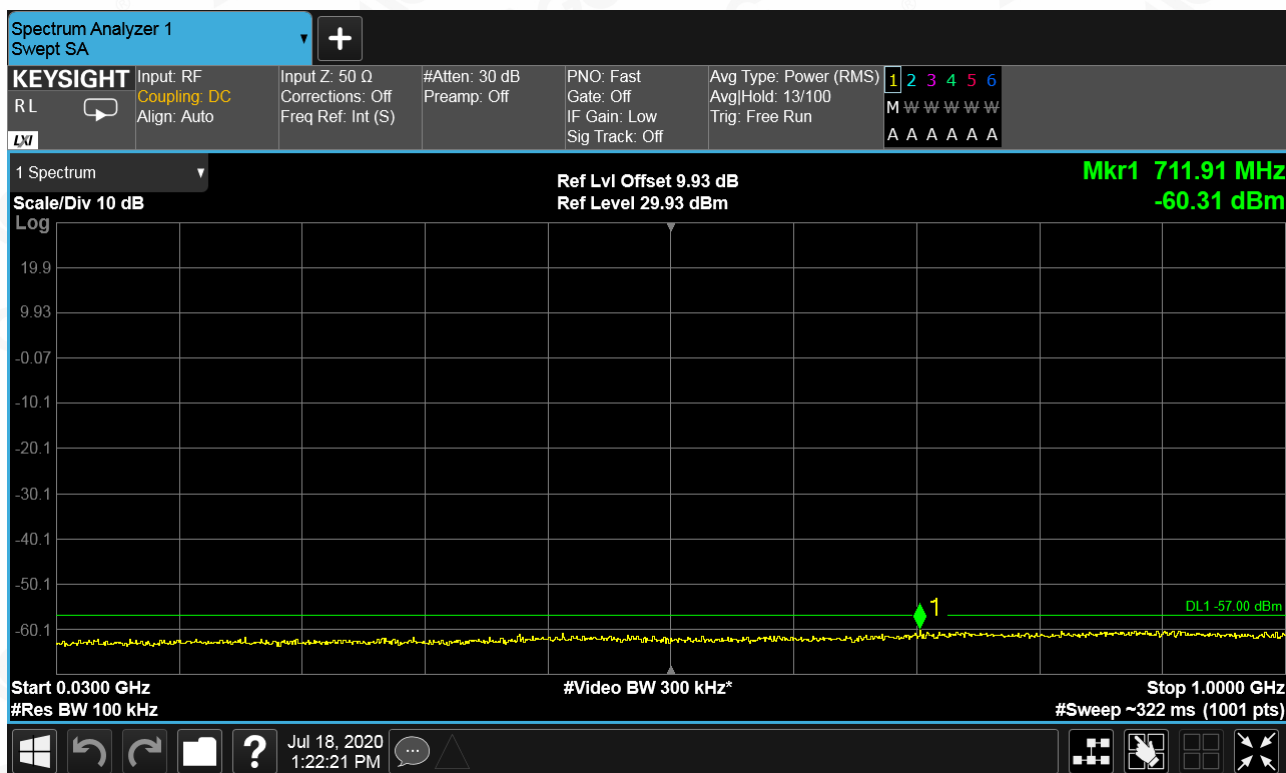 Spectrum Analyzer 1
Swept SA
KEYSIGHT
RL
LXI
Input: RF
Coupling: DC
Align: Auto
Input Z: 50 Ω
Corrections: Off
Freq Ref: Int (S)
#Atten: 30 dB
Preamp: Off
PNO: Fast
Gate: Off
IF Gain: Low
Sig Track: Off
Avg Type: Power (RMS)
Avg|Hold: 13/100
Trig: Free Run
1 2 3 4 5 6
M W W W W W
A A A A A A
1 Spectrum
Scale/Div 10 dB
Log
Ref Lvl Offset 9.93 dB
Ref Level 29.93 dBm
Mkr1 711.91 MHz
-60.31 dBm
19.9
9.93
-0.07
-10.1
-20.1
-30.1
-40.1
-50.1
-60.1
1
DL1 -57.00 dBm
Start 0.0300 GHz
#Res BW 100 kHz
#Video BW 300 kHz*
Stop 1.0000 GHz
#Sweep ~322 ms (1001 pts)
?
Jul 18, 2020
1:22:21 PM